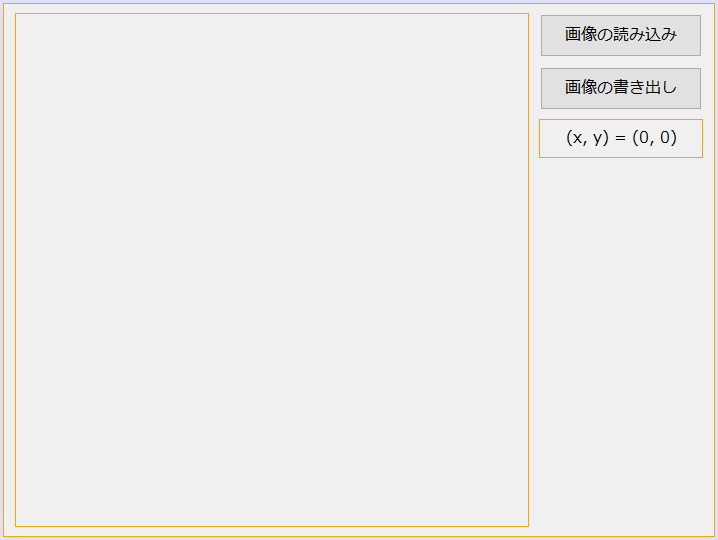 画像の読み込み
画像の書き出し
(x, y) = (0, 0)